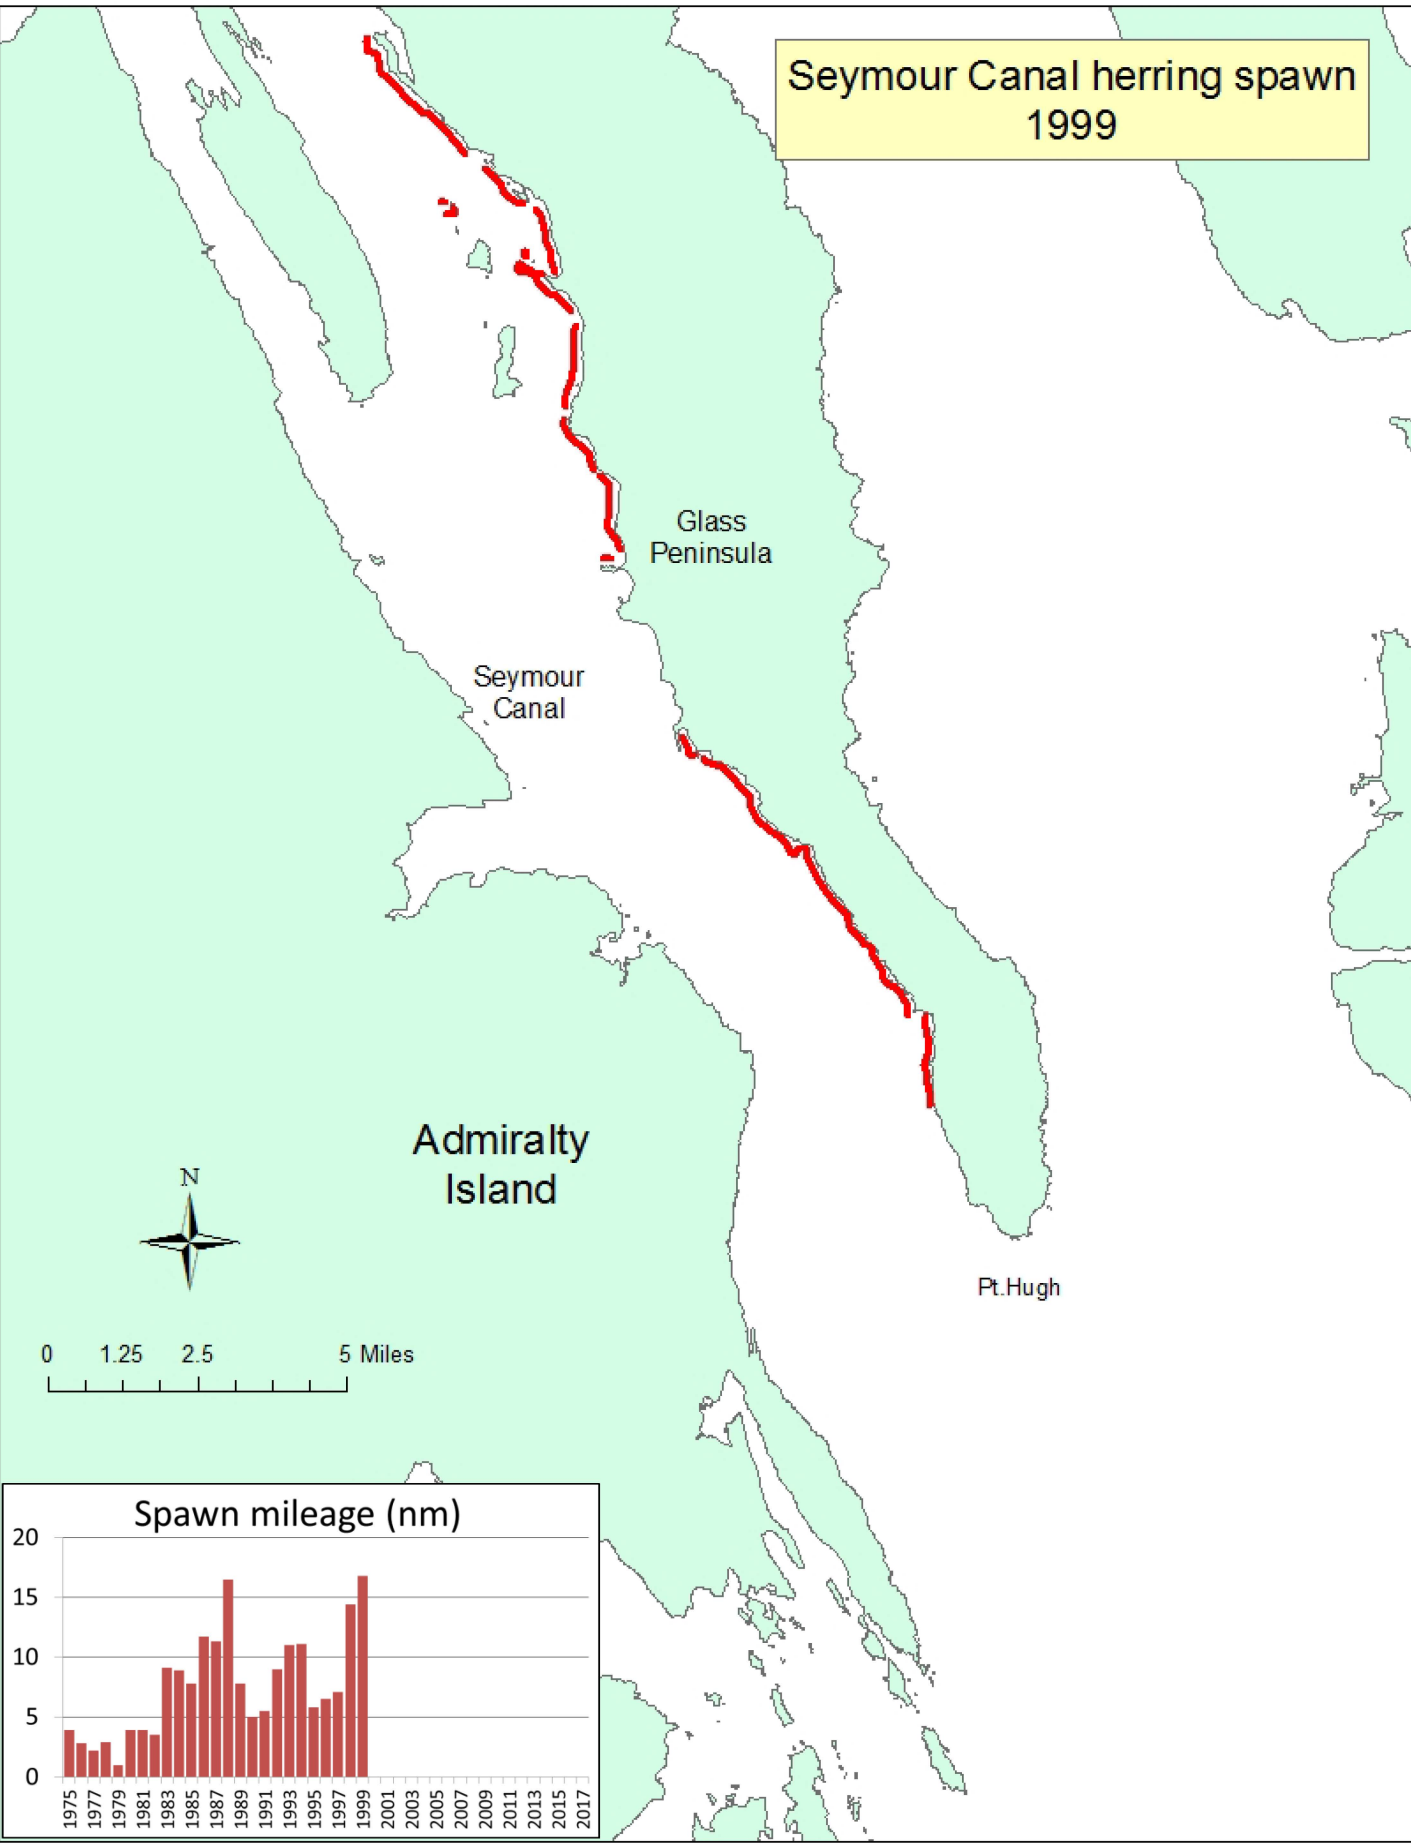 Seymour Canal herring spawn
1999
Glass
Peninsula
Seymour
Canal
Admiralty
Island
N
Pt.Hugh
0 1.25 2.5 5 Miles
Spawn mileage (nm)
20
15
10
5
0
1975 1977 1979 1981 1983 1985 1987 1989 1991 1993 1995 1997 1999 2001 2003 2005 2007 2009 2011 2013 2015 2017